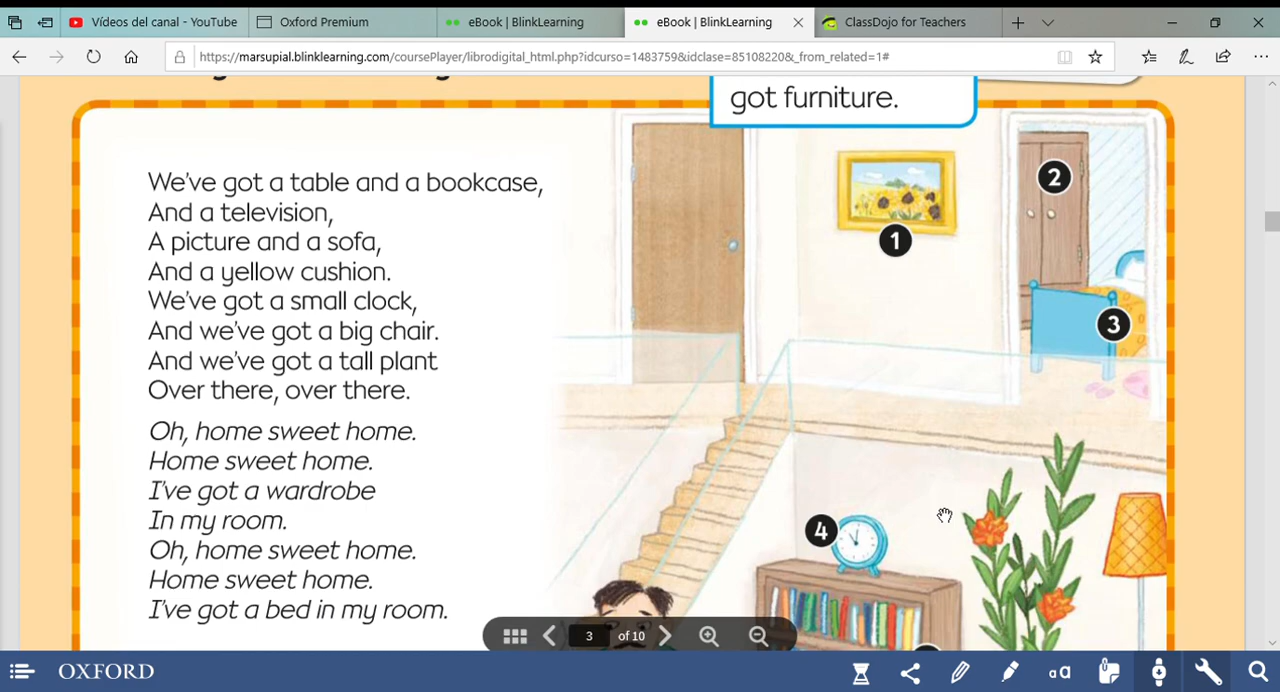 Vídeos del canal - YouTube
Oxford Premium
eBook | BlinkLearning
eBook | BlinkLearning
ClassDojo for Teachers
https://marsupial.blinklearning.com/coursePlayer/librodigital_html.php?idcurso=1483759&idclase=85108220&_from_related=1#
got furniture.
We've got a table and a bookcase,
And a television,
A picture and a sofa,
And a yellow cushion.
We've got a small clock,
And we've got a big chair.
And we've got a tall plant
Over there, over there.
Oh, home sweet home.
Home sweet home.
I've got a wardrobe
In my room.
Oh, home sweet home.
Home sweet home.
I've got a bed in my room.
1
2
3
4
3 of 10
OXFORD
aa